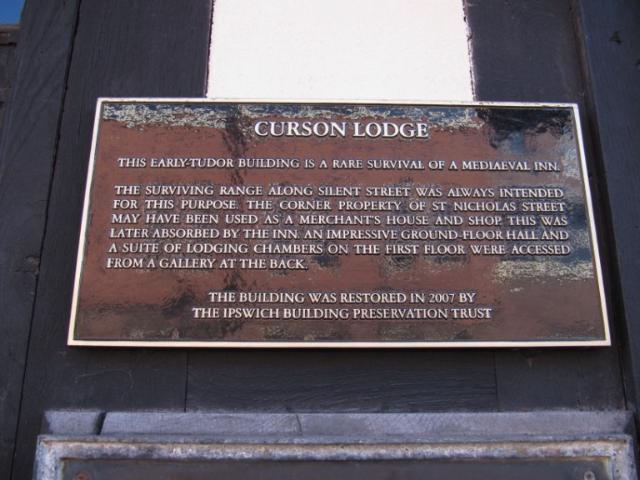 CURSON LODGE
THIS EARLY-TUDOR BUILDING IS A RARE SURVIVAL OF A MEDIAEVAL INN.
THE SURVIVING RANGE ALONG SILENT STREET WAS ALWAYS INTENDED
FOR THIS PURPOSE. THE CORNER PROPERTY OF ST NICHOLAS STREET
MAY HAVE BEEN USED AS A MERCHANT'S HOUSE AND SHOP. THIS WAS
LATER ABSORBED BY THE INN. AN IMPRESSIVE GROUND-FLOOR HALL AND
A SUITE OF LODGING CHAMBERS ON THE FIRST FLOOR WERE ACCESSED
FROM A GALLERY AT THE BACK.
THE BUILDING WAS RESTORED IN 2007 BY
THE IPSWICH BUILDING PRESERVATION TRUST